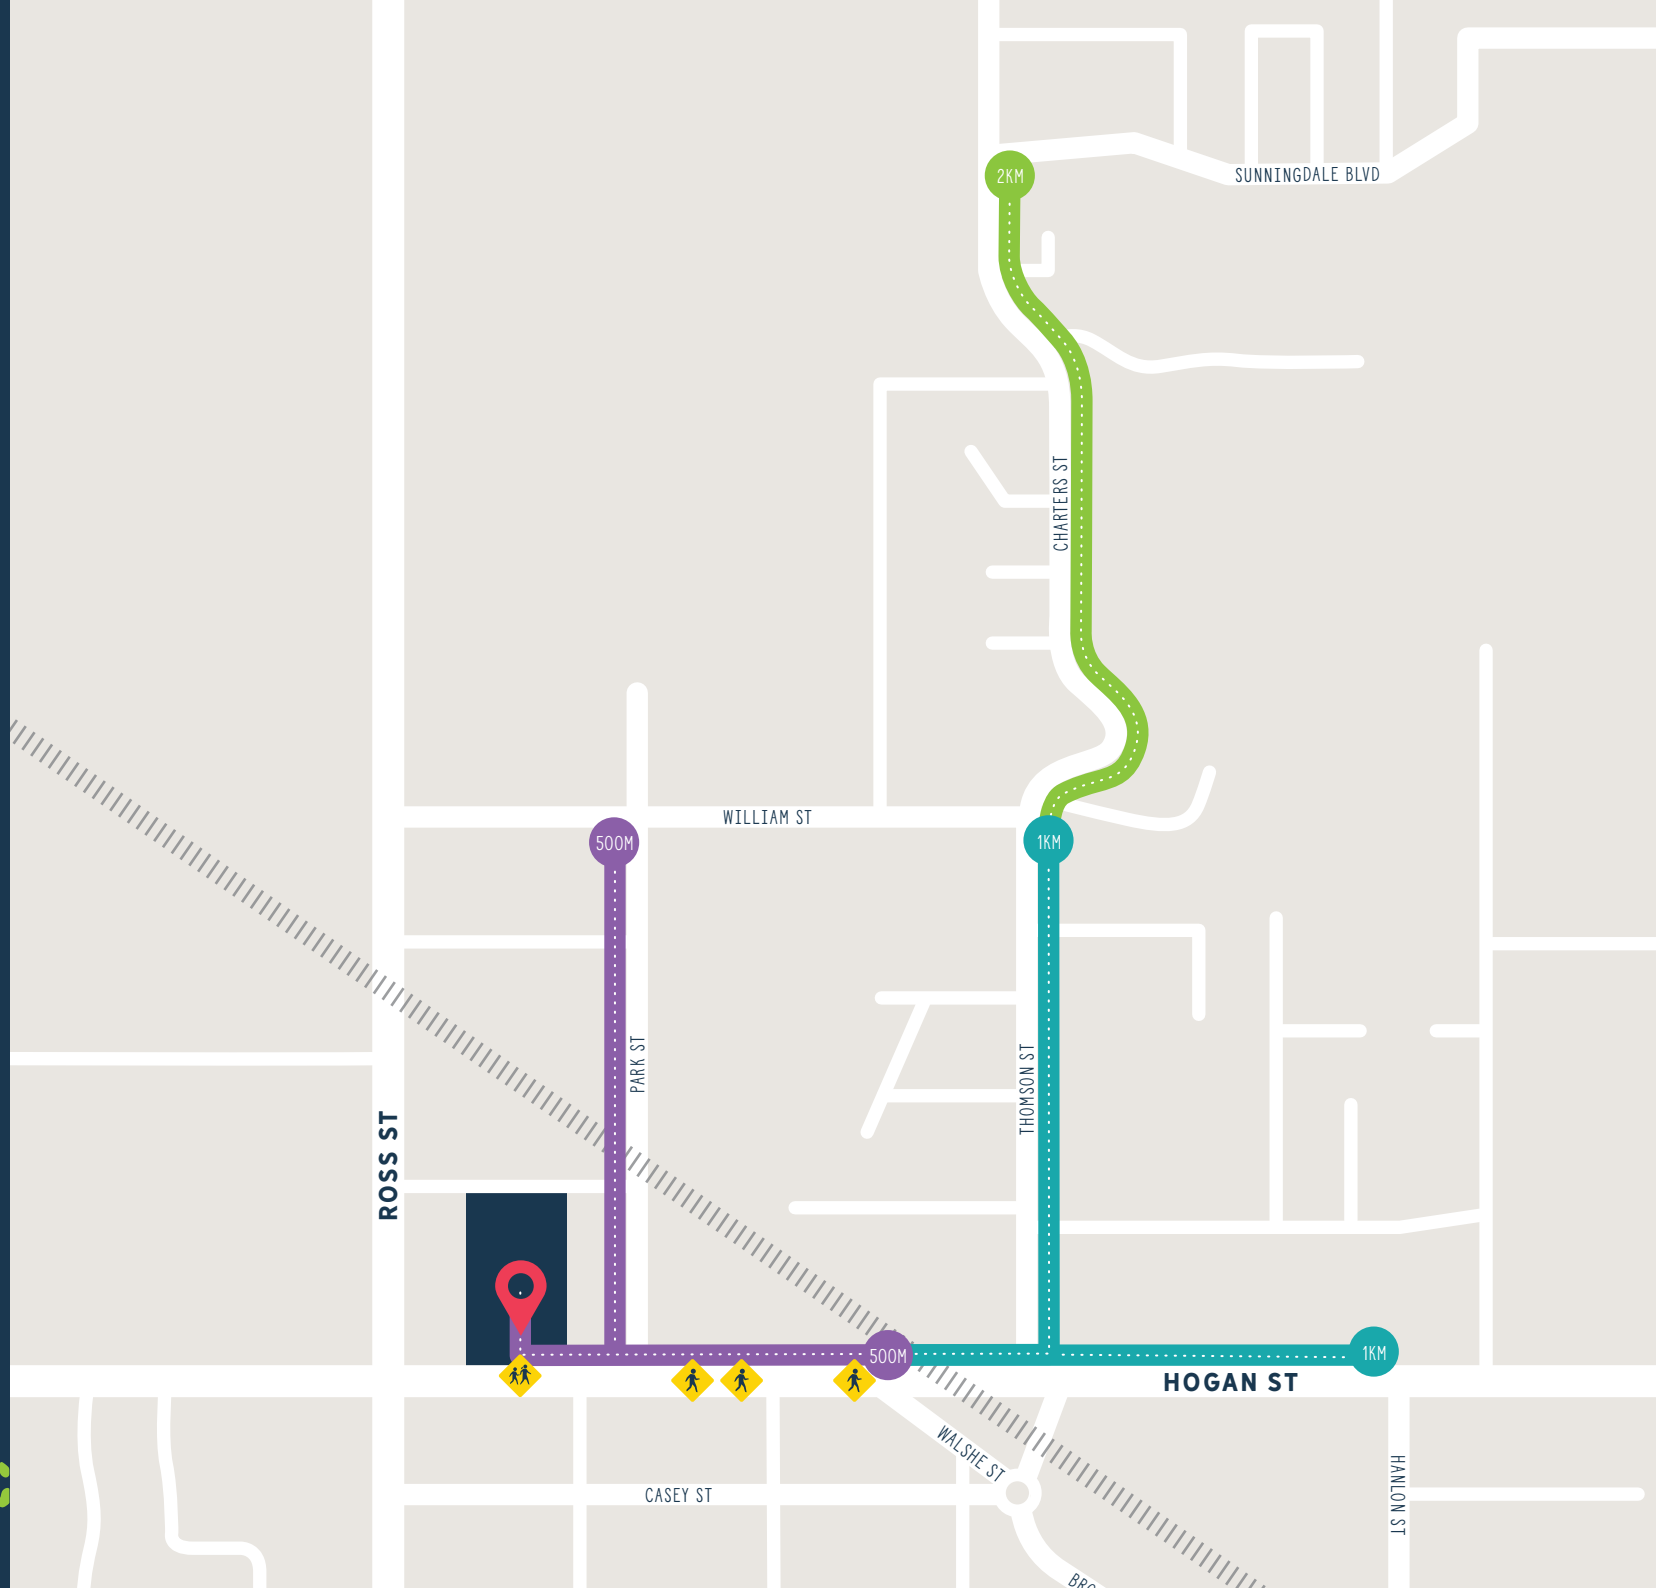 2KM
SUNNINGDALE BLVD
CHARTERS ST
WILLIAM ST
500M
1KM
PARK ST
THOMSON ST
ROSS ST
500M
1KM
HOGAN ST
WALSHE ST
CASEY ST
HANLON ST
BRO